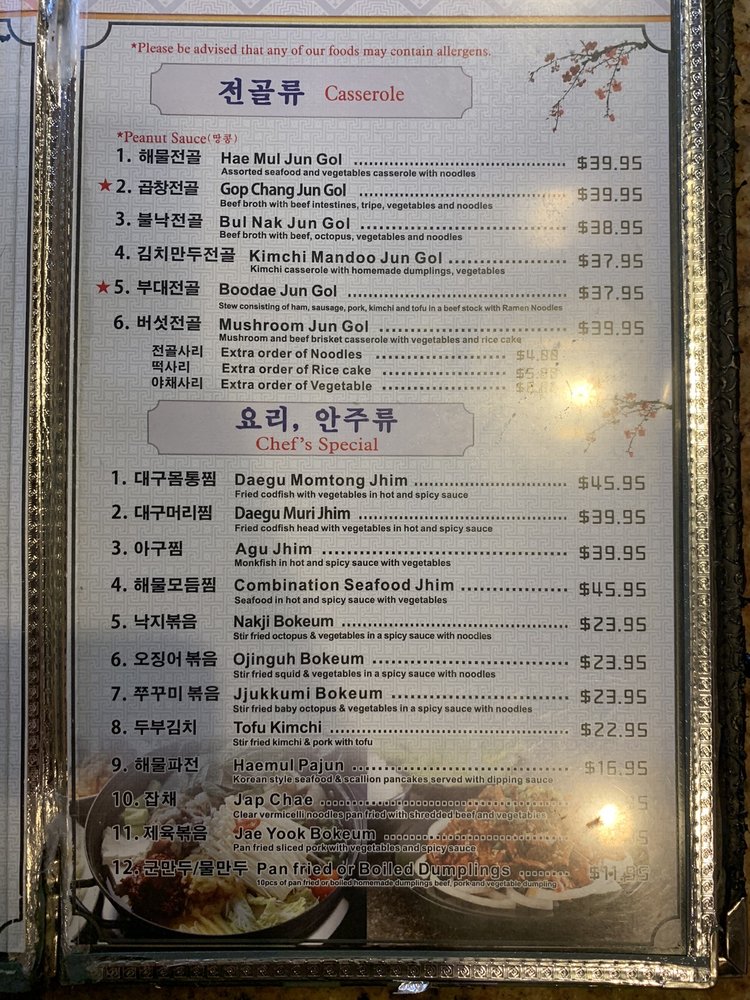 *Please be advised that any of our foods may contain allergens.
전골류 Casserole
*Peanut Sauce(땅콩)
1. 해물전골 Hae Mul Jun Gol $39.95
Assorted seafood and vegetables casserole with noodles
★2. 곱창전골 Gop Chang Jun Gol $39.95
Beef broth with beef intestines, tripe, vegetables and noodles
3. 불낙전골 Bul Nak Jun Gol $38.95
Beef broth with beef, octopus, vegetables and noodles
4. 김치만두전골 Kimchi Mandoo Jun Gol $37.95
Kimchi casserole with homemade dumplings, vegetables
★5. 부대전골 Boodae Jun Gol $37.95
Stew consisting of ham, sausage, pork, kimchi and tofu in a beef stock with Ramen Noodles
6. 버섯전골 Mushroom Jun Gol $39.95
Mushroom and beef brisket casserole with vegetables and rice cake
전골사리 Extra order of Noodles $4.00
떡사리 Extra order of Rice cake
야채사리 Extra order of Vegetable
요리, 안주류
Chef's Special
1. 대구몸통찜 Daegu Momtong Jhim $45.95
Fried codfish with vegetables in hot and spicy sauce
2. 대구머리찜 Daegu Muri Jhim $39.95
Fried codfish head with vegetables in hot and spicy sauce
3. 아구찜 Agu Jhim $39.95
Monkfish in hot and spicy sauce with vegetables
4. 해물모듬찜 Combination Seafood Jhim $45.95
Seafood in hot and spicy sauce with vegetables
5. 낙지볶음 Nakji Bokeum $23.95
Stir fried octopus & vegetables in a spicy sauce with noodles
6. 오징어볶음 Ojinguh Bokeum $23.95
Stir fried squid & vegetables in a spicy sauce with noodles
7. 쭈꾸미 볶음 Jjukkumi Bokeum $23.95
Stir fried baby octopus & vegetables in a spicy sauce with noodles
8. 두부김치 Tofu Kimchi $22.95
Stir fried kimchi & pork with tofu
9. 해물파전 Haemul Pajun $16.95
Korean style seafood & scallion pancakes served with dipping sauce
10. 잡채 Jap Chae
Clear vermicelli noodles pan fried with shredded beef and vegetables
11. 제육볶음 Jae Yook Bokeum
Pan fried sliced pork with vegetables and spicy sauce
12. 군만두/물만두 Pan fried or Boiled Dumplings $11.95
10pcs of pan fried or boiled homemade dumplings beef, pork and vegetable dumpling